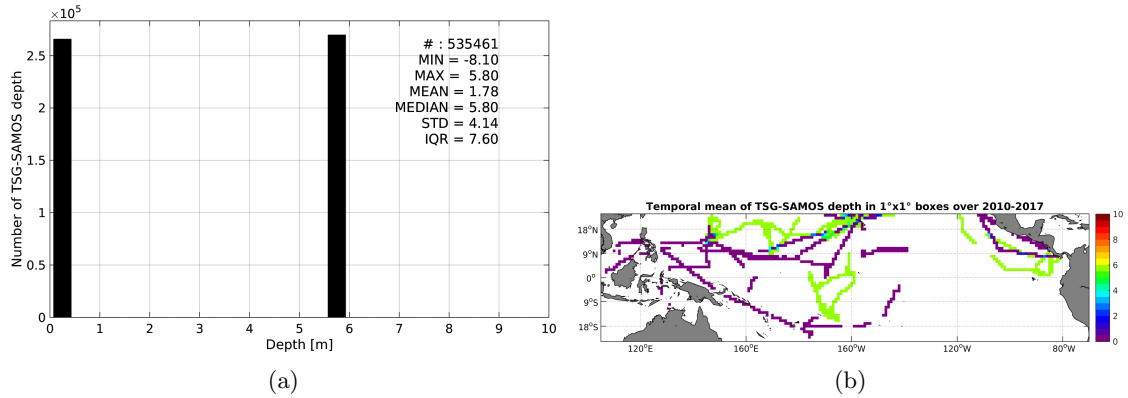 ×10⁵
2.5
2
1.5
1
0.5
0
Number of TSG-SAMOS depth
# : 535461
MIN = -8.10
MAX = 5.80
MEAN = 1.78
MEDIAN = 5.80
STD = 4.14
IQR = 7.60
0 1 2 3 4 5 6 7 8 9 10
Depth [m]
(a)
Temporal mean of TSG-SAMOS depth in 1°x1° boxes over 2010-2017
18°N
9°N
0°
9°S
18°S
120°E 160°E 160°W 120°W 80°W
10
8
6
4
2
0
(b)